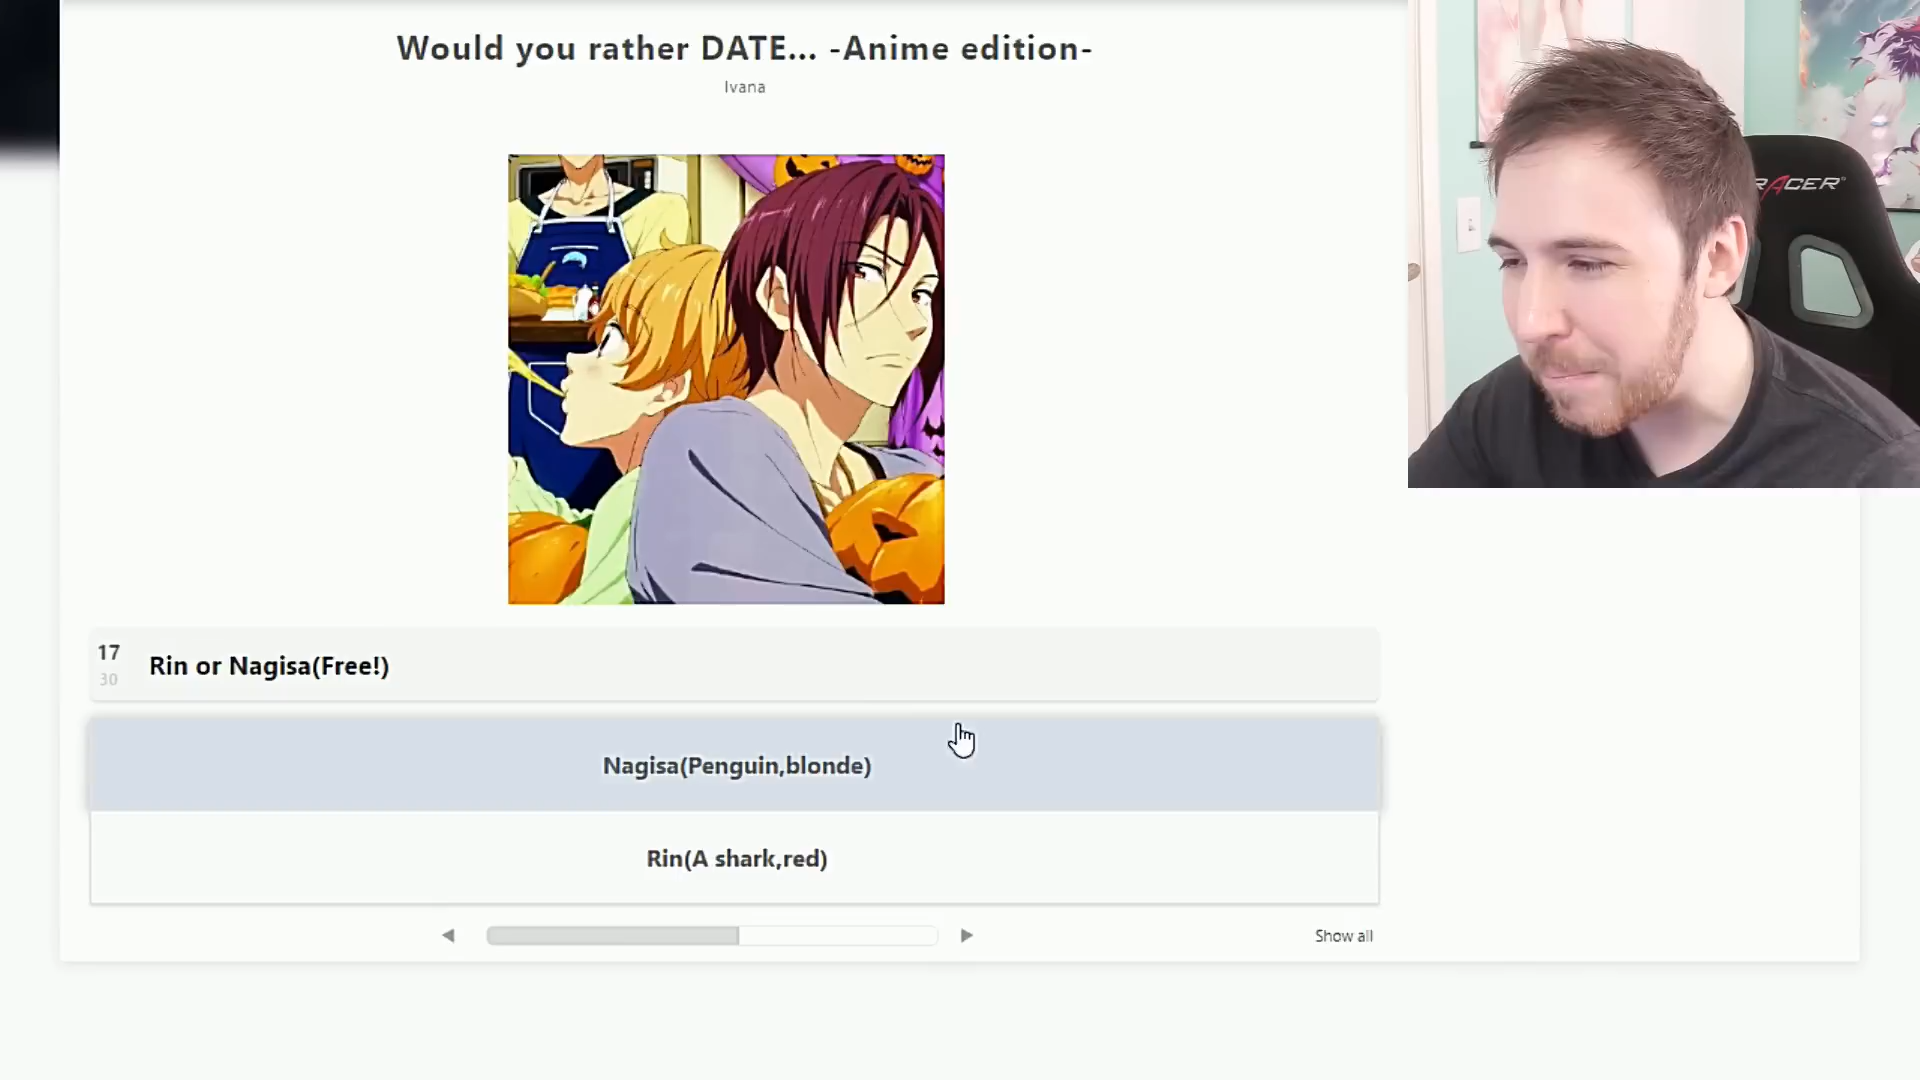 Would you rather DATE... -Anime edition-
Ivana
RACER
17
30
Rin or Nagisa(Free!)
Nagisa(Penguin,blonde)
Rin(A shark,red)
Show all